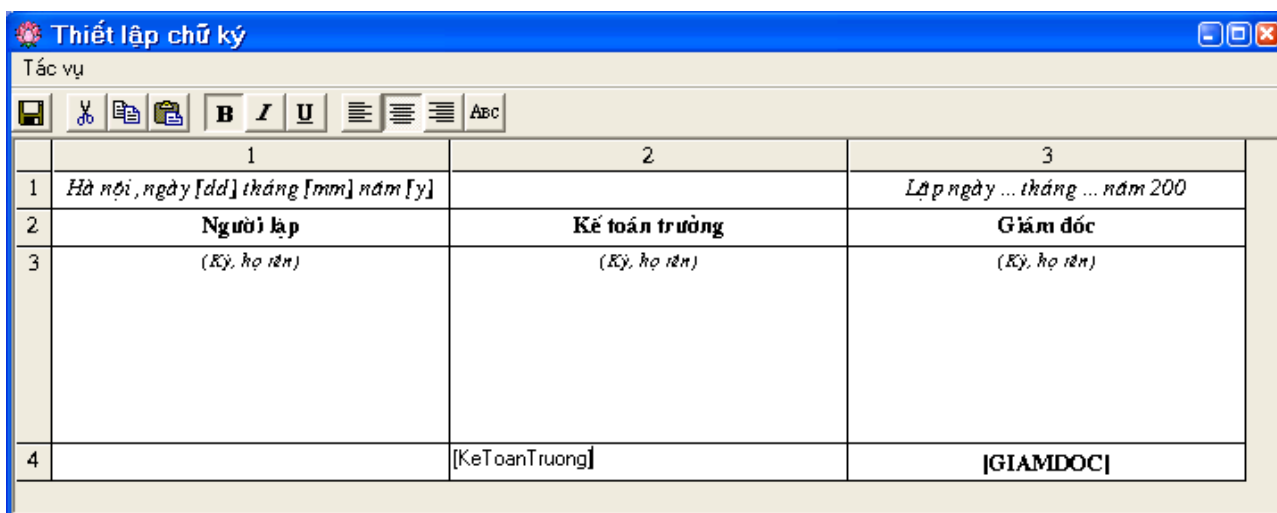 Thiết lập chữ ký
Tác vụ
B I U ABC
1 2 3
1 Hà nội, ngày [dd] tháng [mm] năm [y] Lập ngày ... tháng ... năm 200
2 Người lập Kế toán trưởng Giám đốc
3 (Ký, họ tên) (Ký, họ tên) (Ký, họ tên)
4 [KeToanTruong] [GIAMDOC]